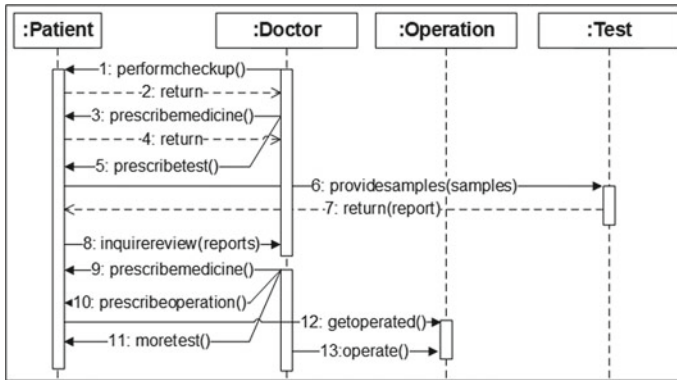 :Patient
:Doctor
:Operation
:Test
1: performcheckup()
2: return
3: prescribemedicine()
4: return
5: prescribetest()
6: providesamples(samples)
7: return(report)
8: inquirereview(reports)
9: prescribemedicine()
10: prescribeoperation()
12: getoperated()
11: moretest()
13:operate()